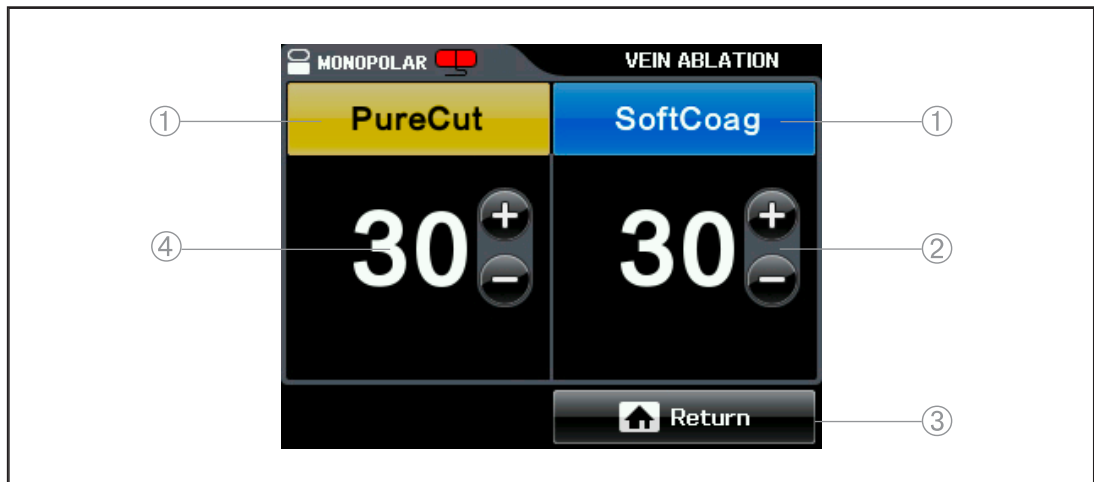 MONOPOLAR VEIN ABLATION
① PureCut SoftCoag ①
④ 30 + 30 + ②
− −
Return ③